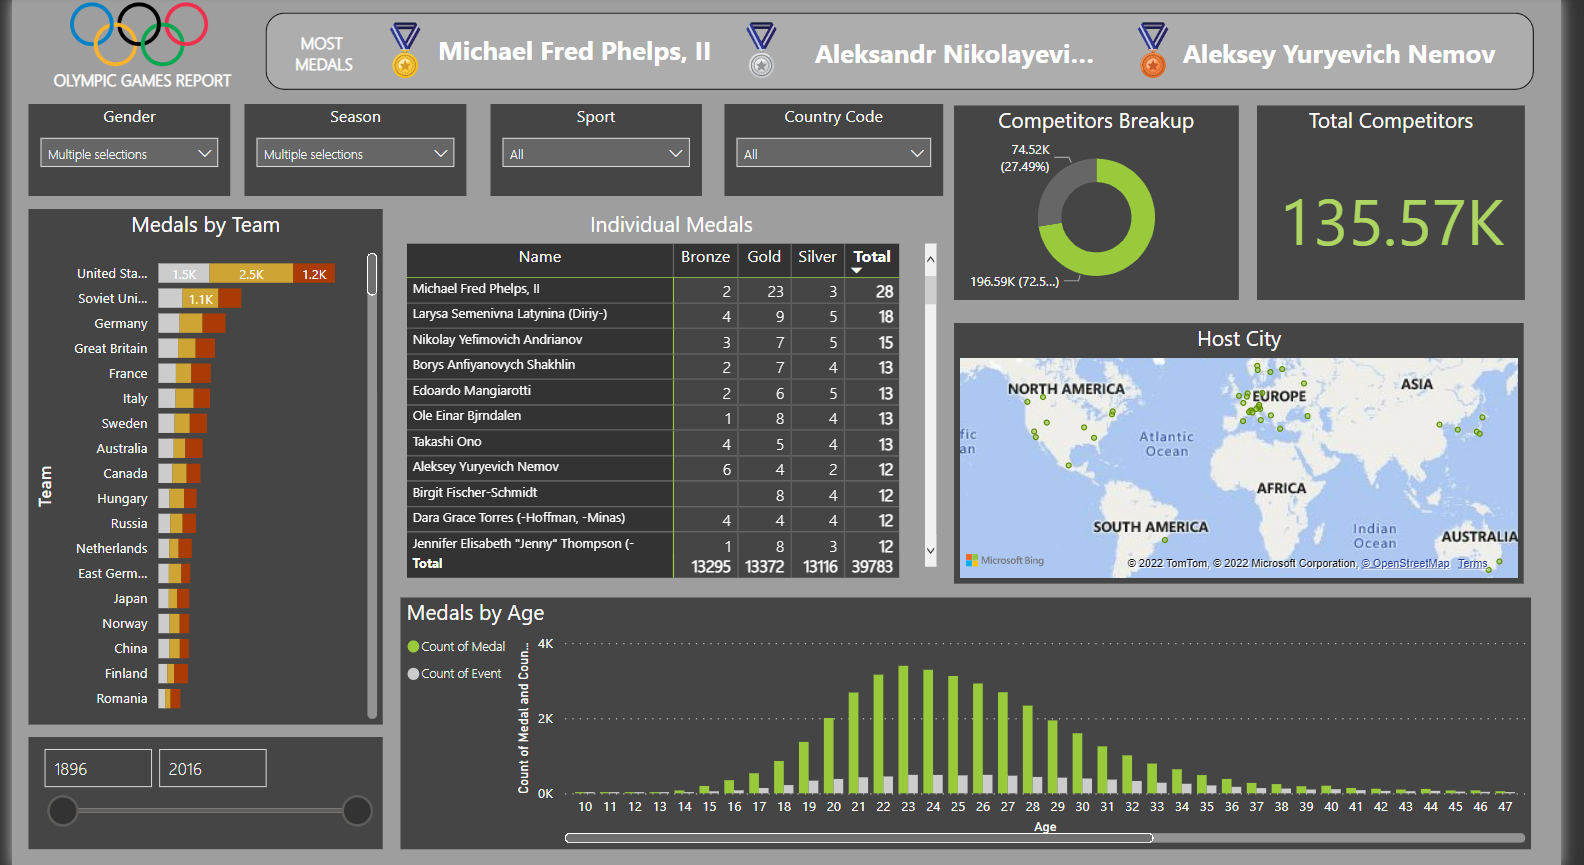 OLYMPIC GAMES REPORT
MOST
MEDALS
Michael Fred Phelps, II
Aleksandr Nikolayevi...
Aleksey Yuryevich Nemov
Gender
Multiple selections
Season
Multiple selections
Sport
All
Country Code
All
Competitors Breakup
74.52K
(27.49%)
196.59K (72.5...)
Total Competitors
135.57K
Medals by Team
Team
United Sta... 1.5K 2.5K 1.2K
Soviet Uni... 1.1K
Germany
Great Britain
France
Italy
Sweden
Australia
Canada
Hungary
Russia
Netherlands
East Germ...
Japan
Norway
China
Finland
Romania
1896 2016
Individual Medals
Name Bronze Gold Silver Total
Michael Fred Phelps, II 2 23 3 28
Larysa Semenivna Latynina (Diriy-) 4 9 5 18
Nikolay Yefimovich Andrianov 3 7 5 15
Borys Anfiyanovych Shakhlin 2 7 4 13
Edoardo Mangiarotti 2 6 5 13
Ole Einar Bjrndalen 1 8 4 13
Takashi Ono 4 5 4 13
Aleksey Yuryevich Nemov 6 4 2 12
Birgit Fischer-Schmidt 8 4 12
Dara Grace Torres (-Hoffman, -Minas) 4 4 4 12
Jennifer Elisabeth "Jenny" Thompson (- 1 8 3 12
Total 13295 13372 13116 39783
Host City
NORTH AMERICA
EUROPE
ASIA
fic
an
Atlantic
Ocean
AFRICA
SOUTH AMERICA
Indian
Ocean
AUSTRALIA
Microsoft Bing
© 2022 TomTom, © 2022 Microsoft Corporation, © OpenStreetMap Terms
Medals by Age
Count of Medal
Count of Event
Count of Medal and Coun...
4K
2K
0K
10 11 12 13 14 15 16 17 18 19 20 21 22 23 24 25 26 27 28 29 30 31 32 33 34 35 36 37 38 39 40 41 42 43 44 45 46 47
Age